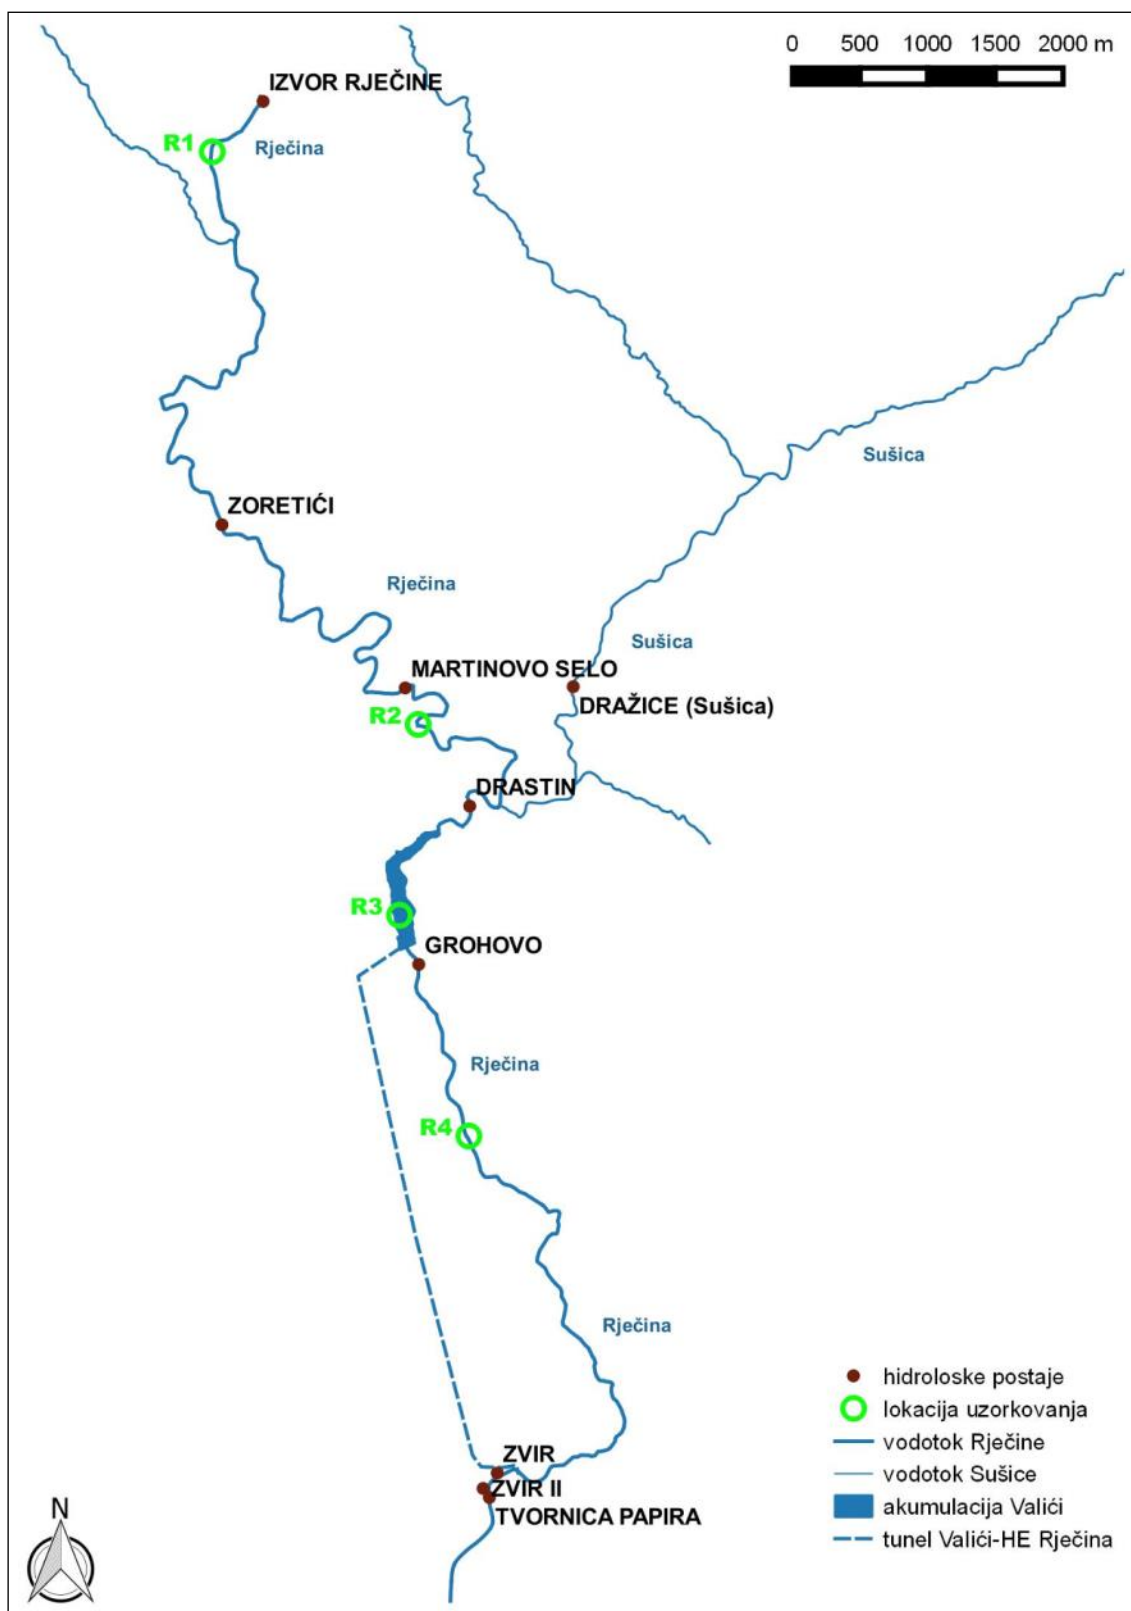 0 500 1000 1500 2000 m
IZVOR RJEČINE
R1
Rječina
Sušica
ZORETIĆI
Rječina
Sušica
MARTINOVO SELO
DRAŽICE (Sušica)
R2
DRASTIN
R3
GROHOVO
Rječina
R4
Rječina
hidroloske postaje
lokacija uzorkovanja
vodotok Rječine
vodotok Sušice
akumulacija Valići
tunel Valići-HE Rječina
ZVIR
ZVIR II
TVORNICA PAPIRA
N